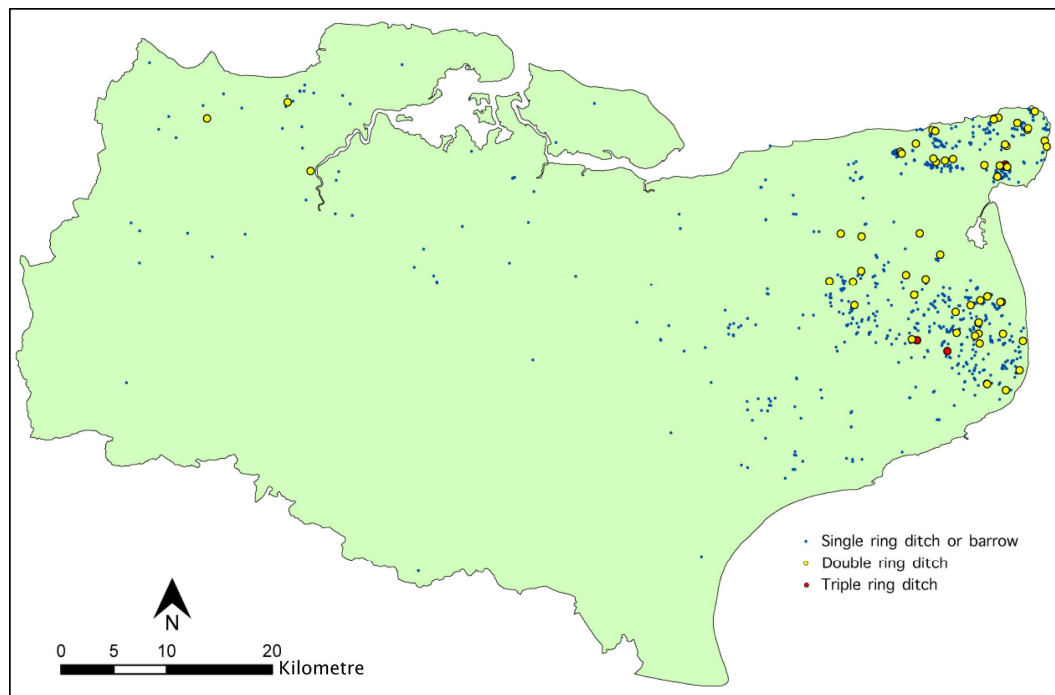 Single ring ditch or barrow
Double ring ditch
Triple ring ditch
N
0 5 10 20
Kilometre